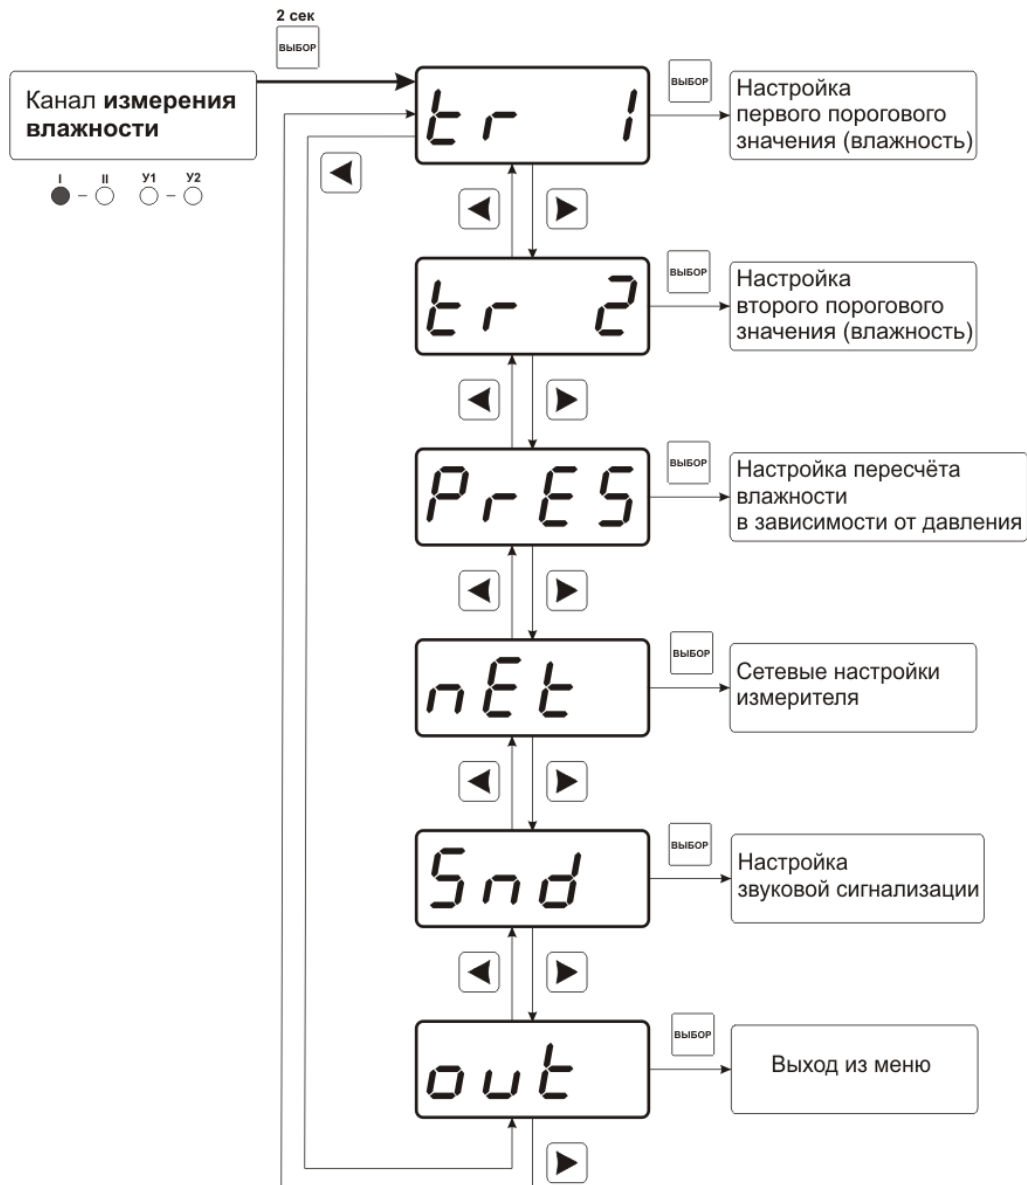 2 сек
ВЫБОР
Канал измерения
влажности
I II У1 У2
tr 1
ВЫБОР
Настройка
первого порогового
значения (влажность)
tr 2
ВЫБОР
Настройка
второго порогового
значения (влажность)
PrES
ВЫБОР
Настройка пересчёта
влажности
в зависимости от давления
nEt
ВЫБОР
Сетевые настройки
измерителя
Snd
ВЫБОР
Настройка
звуковой сигнализации
out
ВЫБОР
Выход из меню